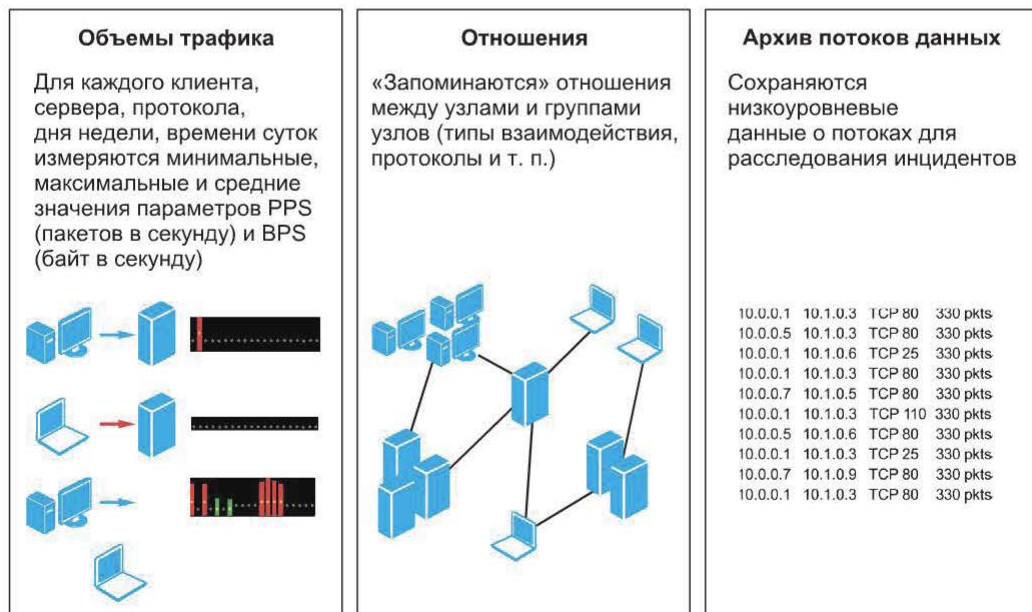 Объемы трафика
Для каждого клиента,
сервера, протокола,
дня недели, времени суток
измеряются минимальные,
максимальные и средние
значения параметров PPS
(пакетов в секунду) и BPS
(байт в секунду)
Отношения
«Запоминаются» отношения
между узлами и группами
узлов (типы взаимодействия,
протоколы и т. п.)
Архив потоков данных
Сохраняются
низкоуровневые
данные о потоках для
расследования инцидентов
10.0.0.1 10.1.0.3 TCP 80 330 pkts
10.0.0.5 10.1.0.3 TCP 80 330 pkts
10.0.0.1 10.1.0.6 TCP 25 330 pkts
10.0.0.1 10.1.0.3 TCP 80 330 pkts
10.0.0.7 10.1.0.5 TCP 80 330 pkts
10.0.0.1 10.1.0.3 TCP 110 330 pkts
10.0.0.5 10.1.0.6 TCP 80 330 pkts
10.0.0.1 10.1.0.3 TCP 25 330 pkts
10.0.0.7 10.1.0.9 TCP 80 330 pkts
10.0.0.1 10.1.0.3 TCP 80 330 pkts